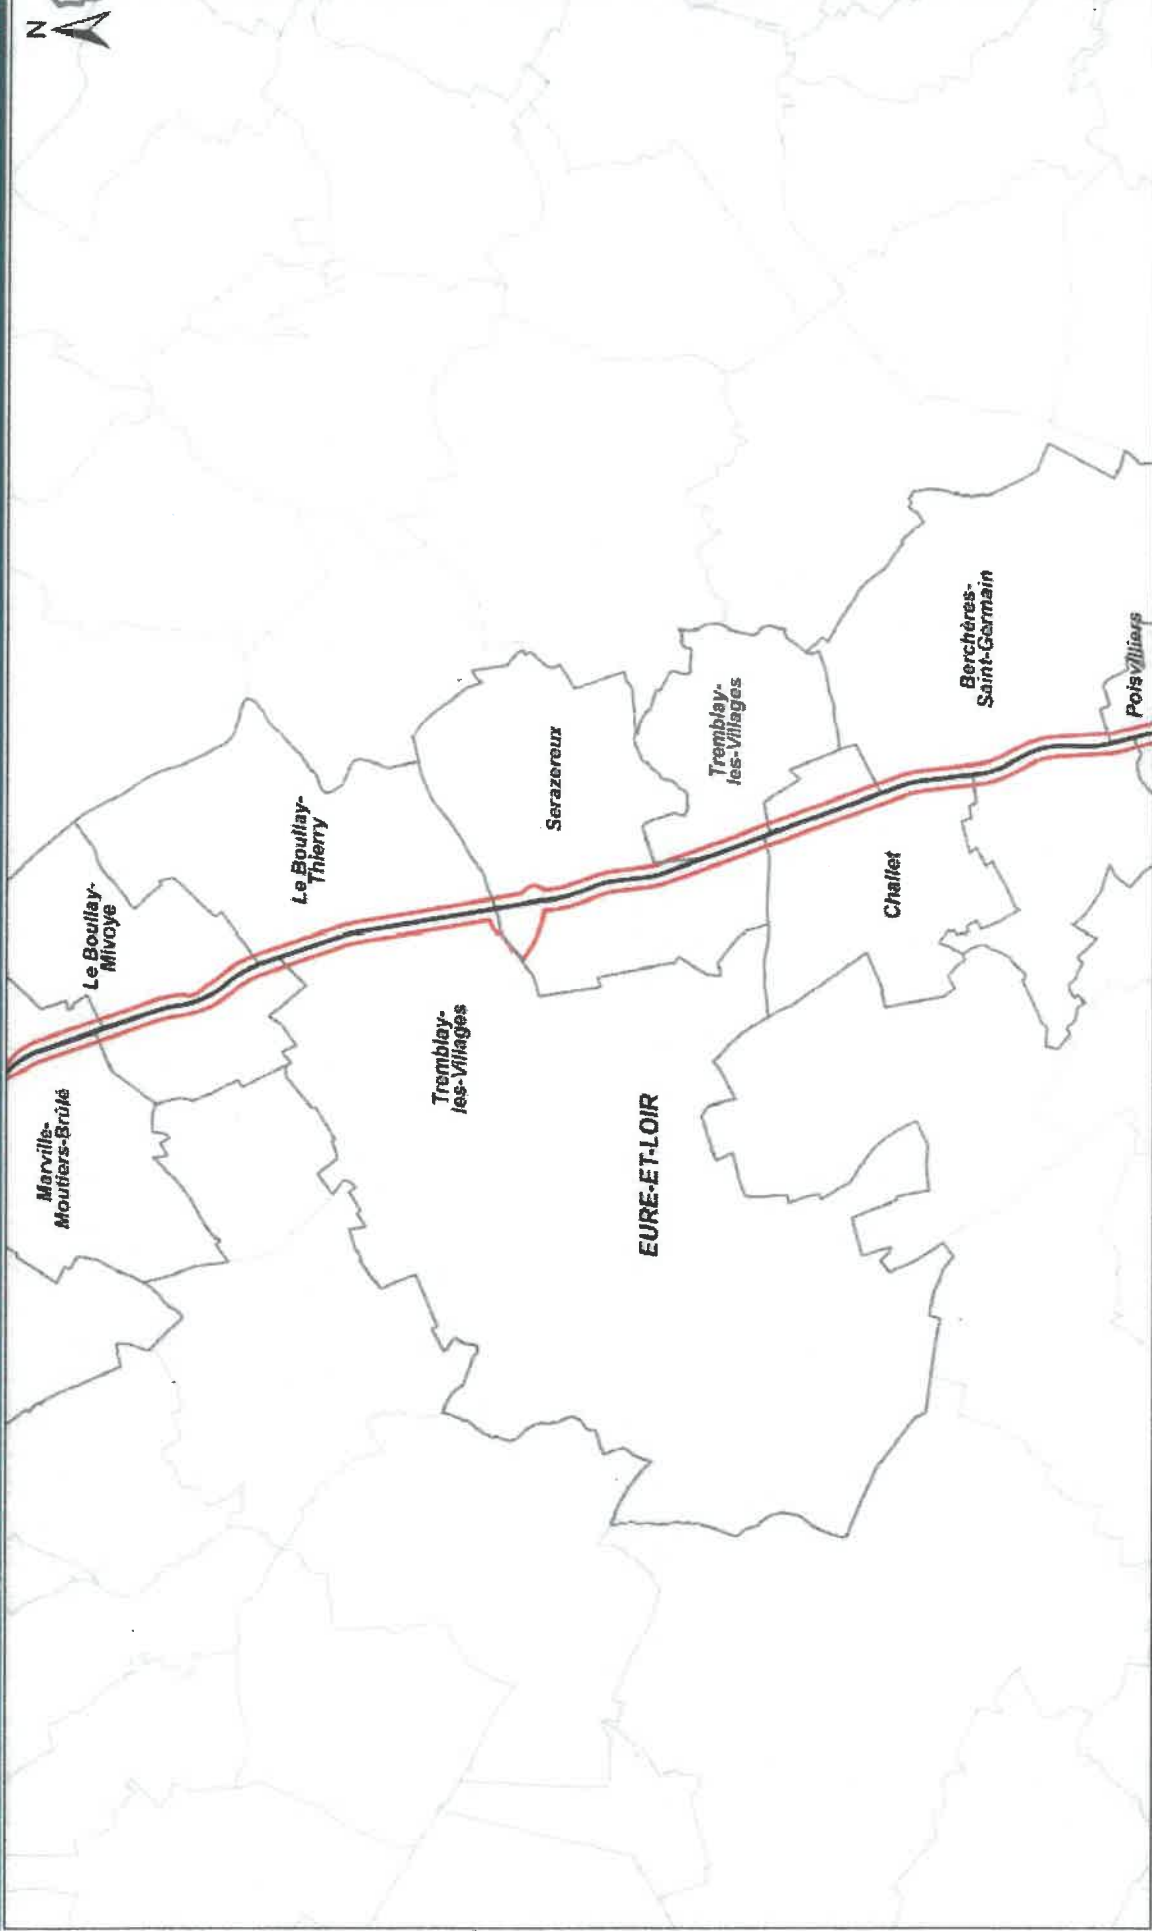 N
Marville-
Moutiers-Brûlé
Le Boullay-
Mivoye
Le Boullay-
Thierry
Tremblay-
les-Villages
Serazereux
EURE-ET-LOIR
Tremblay-
les-Villages
Challet
Berchères-
Saint-Germain
Poisvilliers